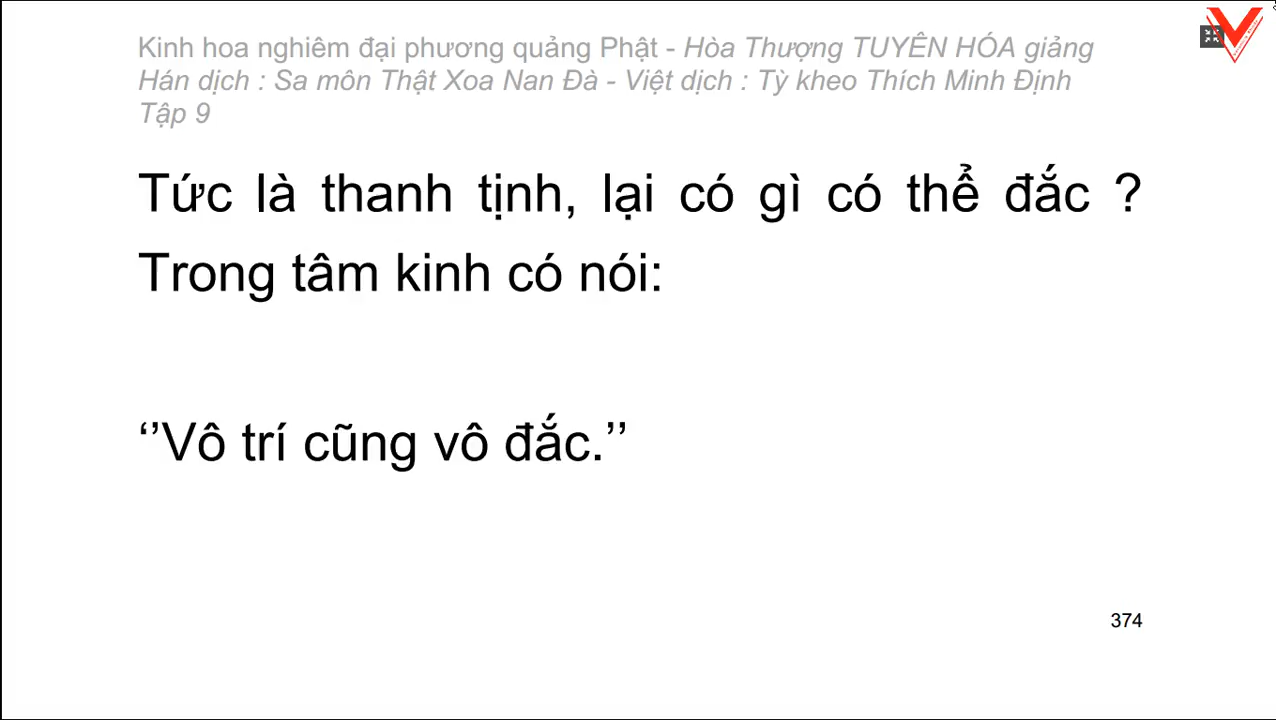 Kinh hoa nghiêm đại phương quảng Phật - Hòa Thượng TUYÊN HÓA giảng
Hán dịch : Sa môn Thật Xoa Nan Đà - Việt dịch : Tỳ kheo Thích Minh Định
Tập 9
Tức là thanh tịnh, lại có gì có thể đắc ?
Trong tâm kinh có nói:
‘’Vô trí cũng vô đắc.’’
374